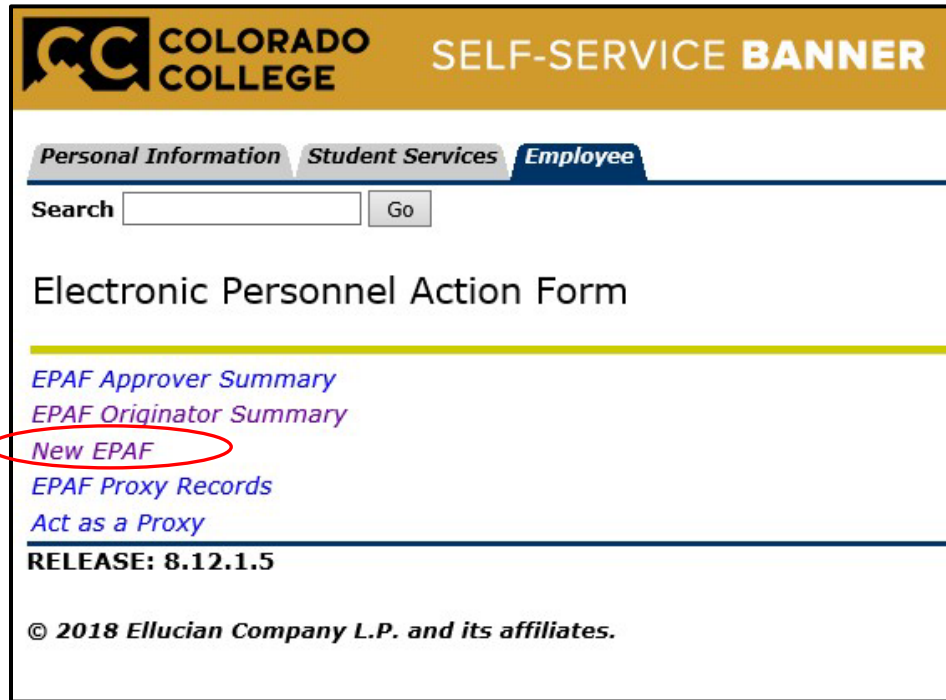 CC COLORADO COLLEGE
SELF-SERVICE BANNER
Personal Information Student Services Employee
Search Go
Electronic Personnel Action Form
EPAF Approver Summary
EPAF Originator Summary
New EPAF
EPAF Proxy Records
Act as a Proxy
RELEASE: 8.12.1.5
© 2018 Ellucian Company L.P. and its affiliates.